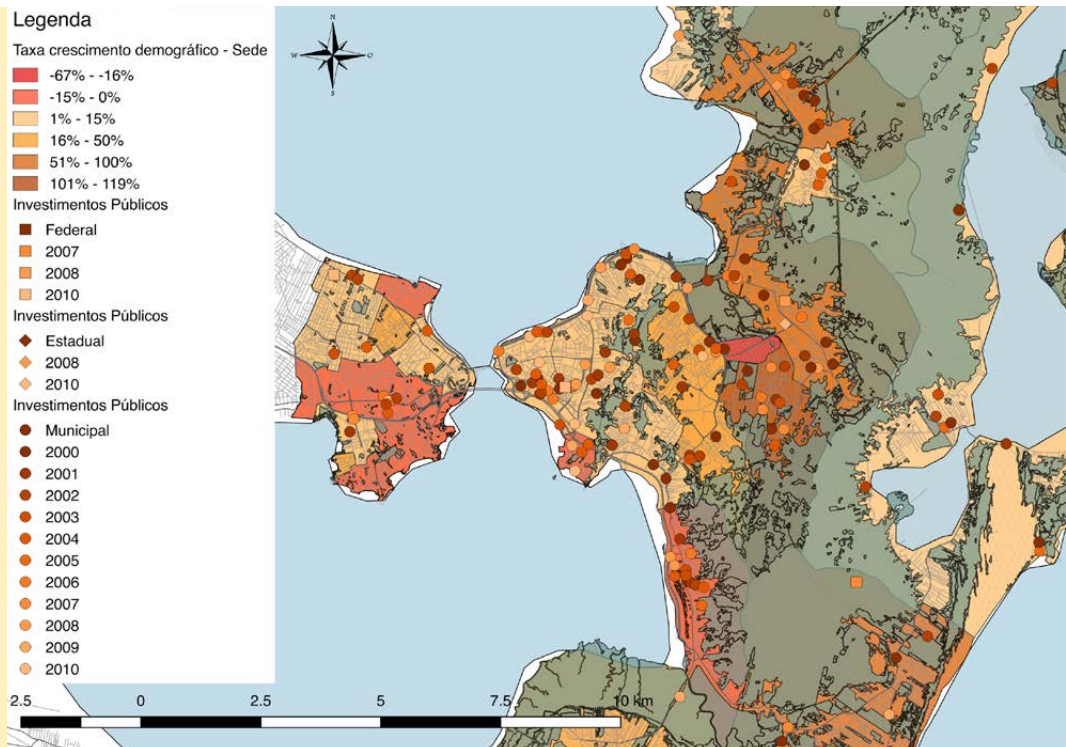 Legenda
Taxa crescimento demográfico - Sede
-67% - -16%
-15% - 0%
1% - 15%
16% - 50%
51% - 100%
101% - 119%
Investimentos Públicos
Federal
2007
2008
2010
Investimentos Públicos
Estadual
2008
2010
Investimentos Públicos
Municipal
2000
2001
2002
2003
2004
2005
2006
2007
2008
2009
2010
N
W
O
S
2.5 0 2.5 5 7.5 10 km